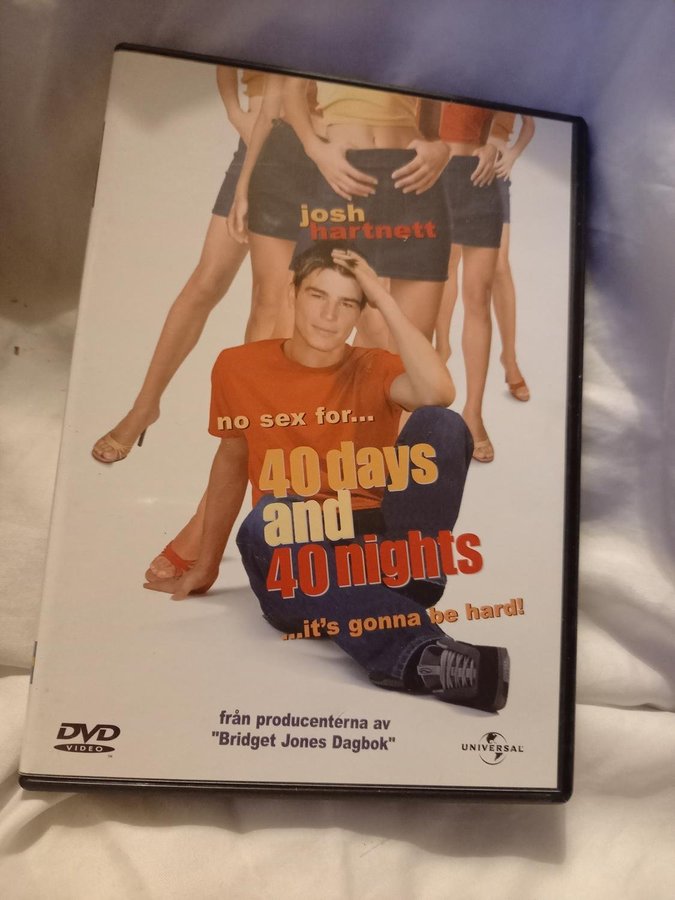 josh
hartnett
no sex for...
40 days
and
40 nights
...it's gonna be hard!
från producenterna av
"Bridget Jones Dagbok"
DVD
VIDEO
TM
UNIVERSAL